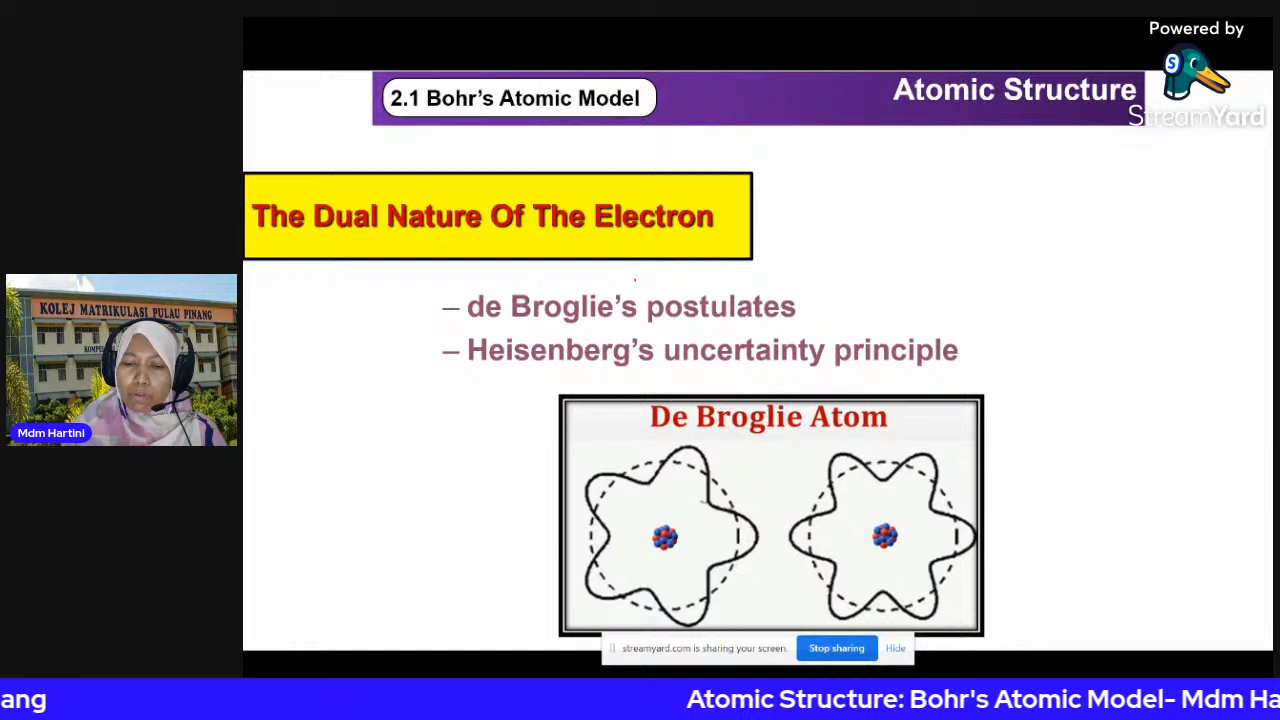 Powered by
S
StreamYard
2.1 Bohr’s Atomic Model
Atomic Structure
The Dual Nature Of The Electron
– de Broglie’s postulates
– Heisenberg’s uncertainty principle
De Broglie Atom
KOLEJ MATRIKULASI PULAU PINANG
Mdm Hartini
streamyard.com is sharing your screen.
Stop sharing
Hide
ang
Atomic Structure: Bohr's Atomic Model- Mdm Ha